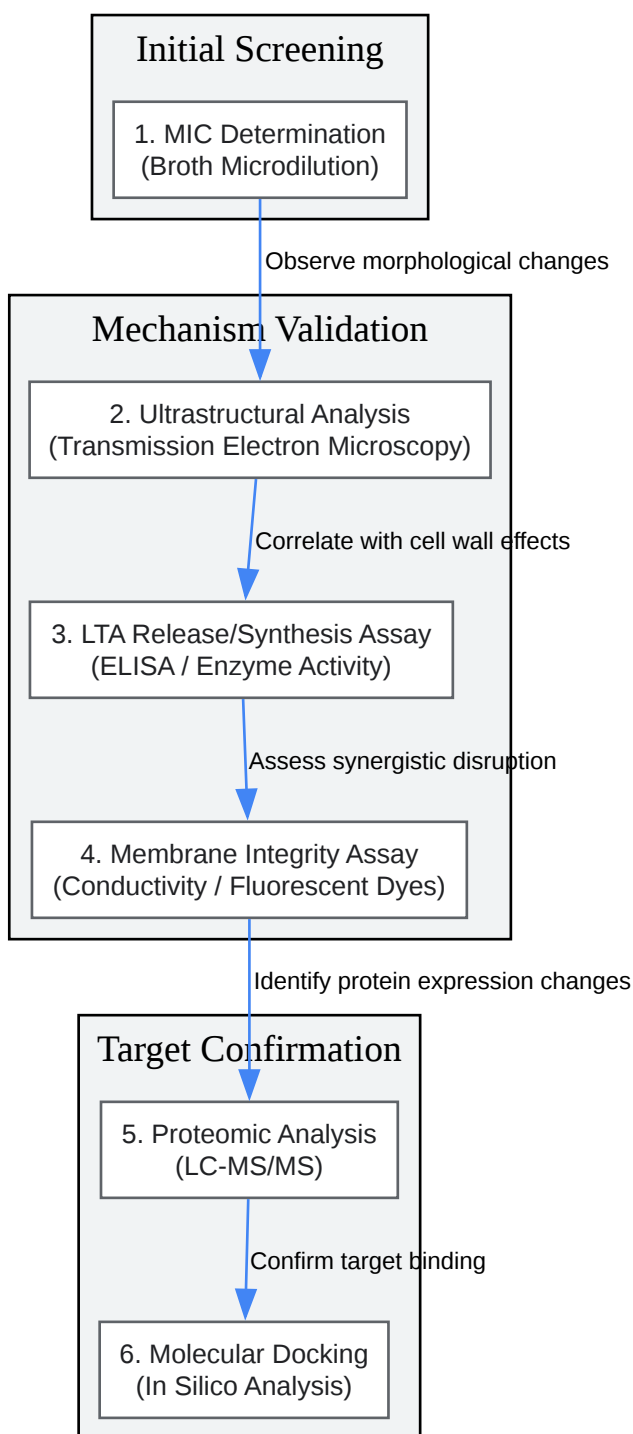 Initial Screening
1. MIC Determination
(Broth Microdilution)
Observe morphological changes
Mechanism Validation
2. Ultrastructural Analysis
(Transmission Electron Microscopy)
Correlate with cell wall effects
3. LTA Release/Synthesis Assay
(ELISA / Enzyme Activity)
Assess synergistic disruption
4. Membrane Integrity Assay
(Conductivity / Fluorescent Dyes)
Identify protein expression changes
Target Confirmation
5. Proteomic Analysis
(LC-MS/MS)
Confirm target binding
6. Molecular Docking
(In Silico Analysis)